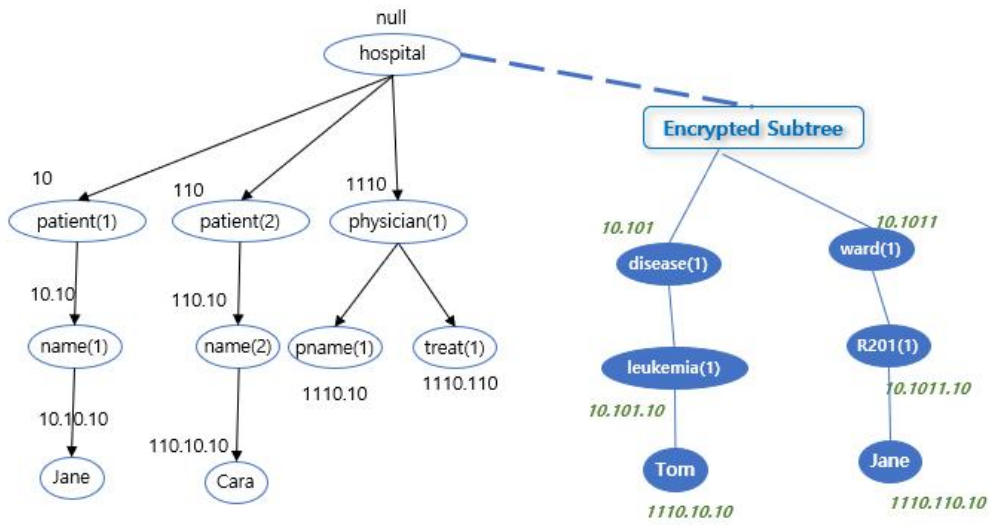 null
hospital
Encrypted Subtree
10
110
1110
patient(1)
patient(2)
physician(1)
10.101
10.1011
disease(1)
ward(1)
10.10
110.10
name(1)
name(2)
pname(1)
treat(1)
leukemia(1)
R201(1)
1110.10
1110.110
10.101.10
10.1011.10
10.10.10
110.10.10
Jane
Cara
Tom
Jane
1110.10.10
1110.110.10